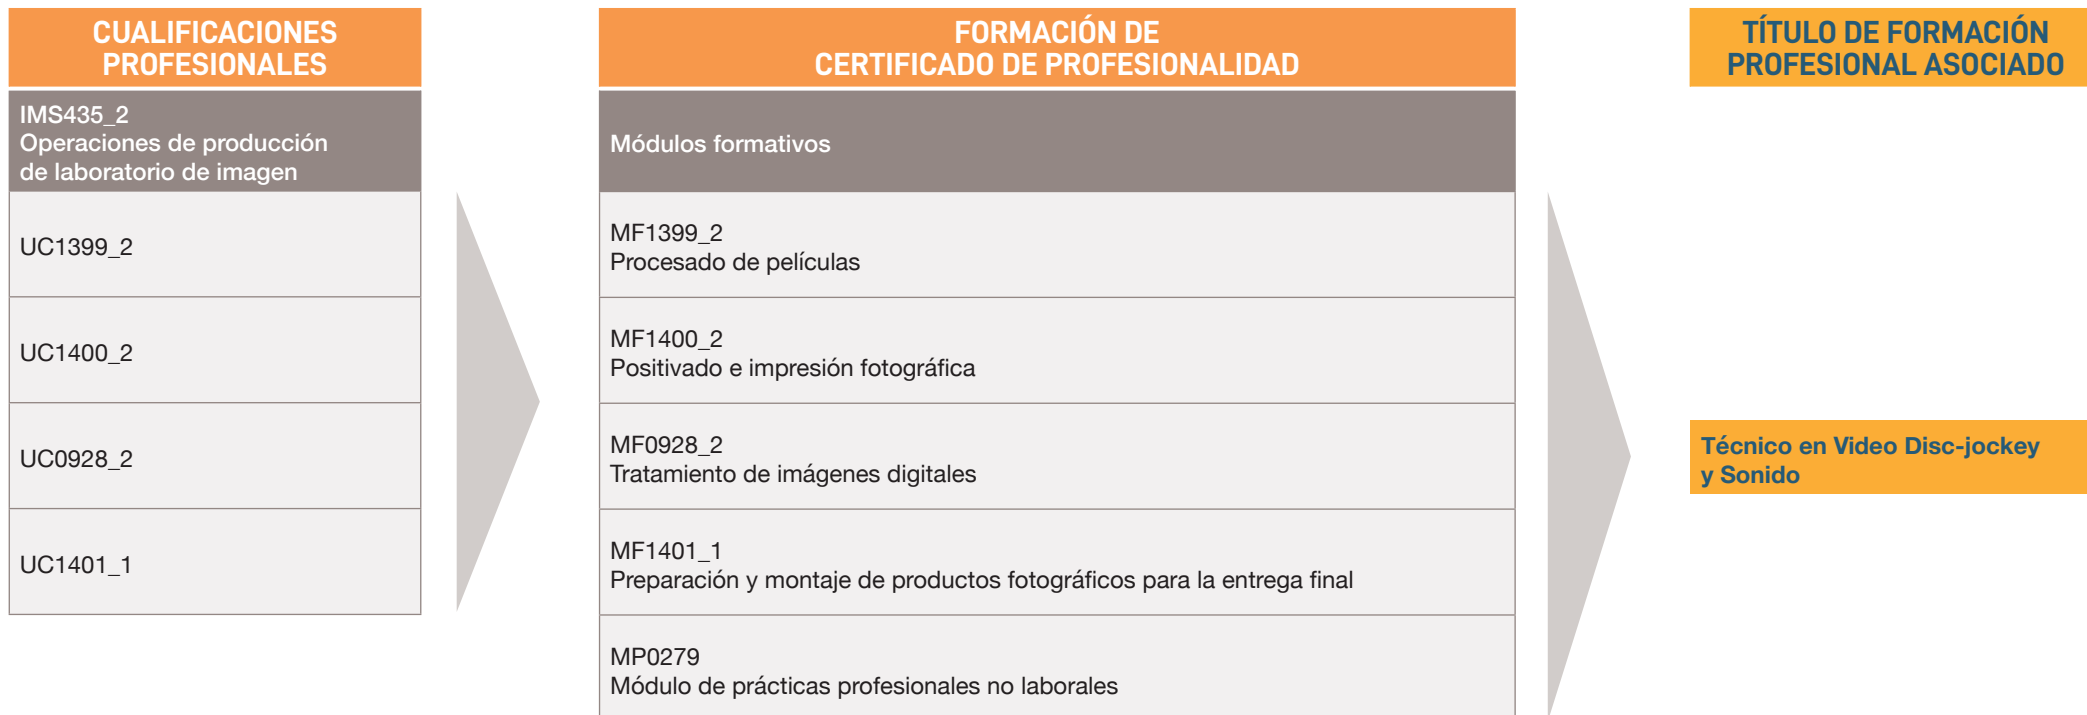 CUALIFICACIONES
PROFESIONALES
IMS435_2
Operaciones de producción
de laboratorio de imagen
UC1399_2
UC1400_2
UC0928_2
UC1401_1
FORMACIÓN DE
CERTIFICADO DE PROFESIONALIDAD
Módulos formativos
MF1399_2
Procesado de películas
MF1400_2
Positivado e impresión fotográfica
MF0928_2
Tratamiento de imágenes digitales
MF1401_1
Preparación y montaje de productos fotográficos para la entrega final
MP0279
Módulo de prácticas profesionales no laborales
TÍTULO DE FORMACIÓN
PROFESIONAL ASOCIADO
Técnico en Video Disc-jockey
y Sonido